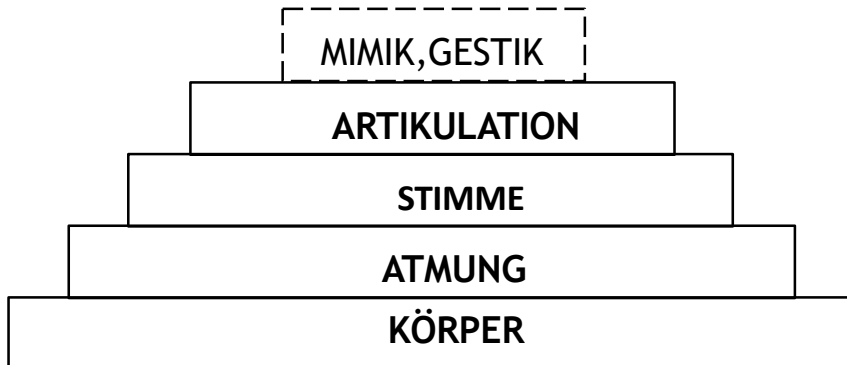 MIMIK,GESTIK
ARTIKULATION
STIMME
ATMUNG
KÖRPER